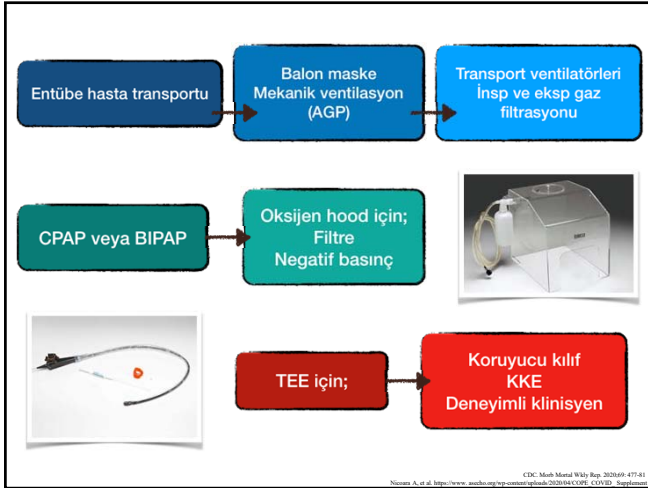 Entübe hasta transportu
Balon maske
Mekanik ventilasyon
(AGP)
Transport ventilatörleri
İnsp ve eksp gaz
filtrasyonu
CPAP veya BIPAP
Oksijen hood için;
Filtre
Negatif basınç
TEE için;
Koruyucu kılıf
KKE
Deneyimli klinisyen
CDC. Morb Mortal Wkly Rep. 2020;69: 477-81
Nicoara A, et al. https://www. asecho.org/wp-content/uploads/2020/04/COPE_COVID_ Supplement